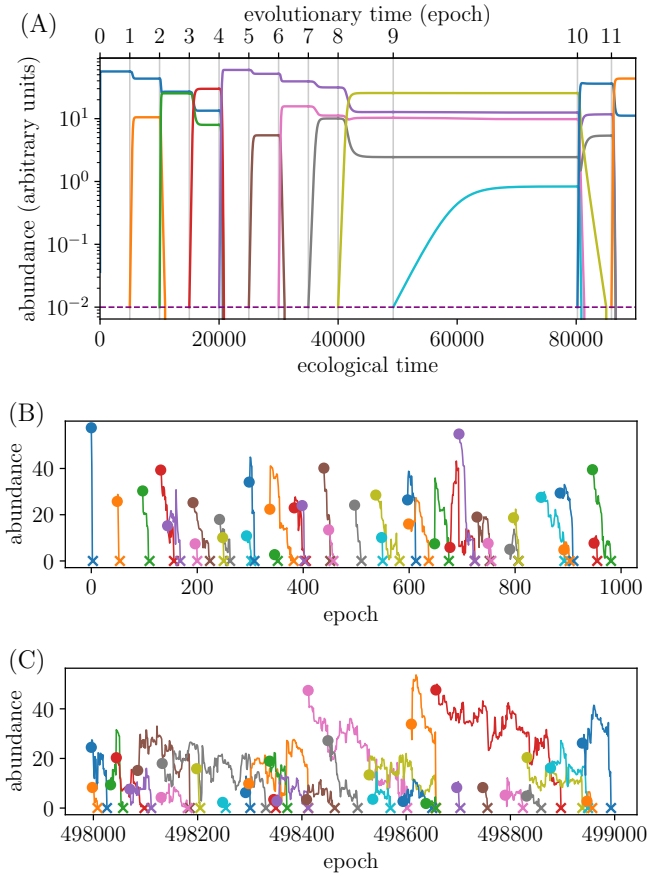 (A)
evolutionary time (epoch)
0 1 2 3 4 5 6 7 8 9 10 11
abundance (arbitrary units)
10¹
10⁰
10⁻¹
10⁻²
0 20000 40000 60000 80000
ecological time
(B)
abundance
40
20
0
0 200 400 600 800 1000
epoch
(C)
abundance
40
20
0
498000 498200 498400 498600 498800 499000
epoch